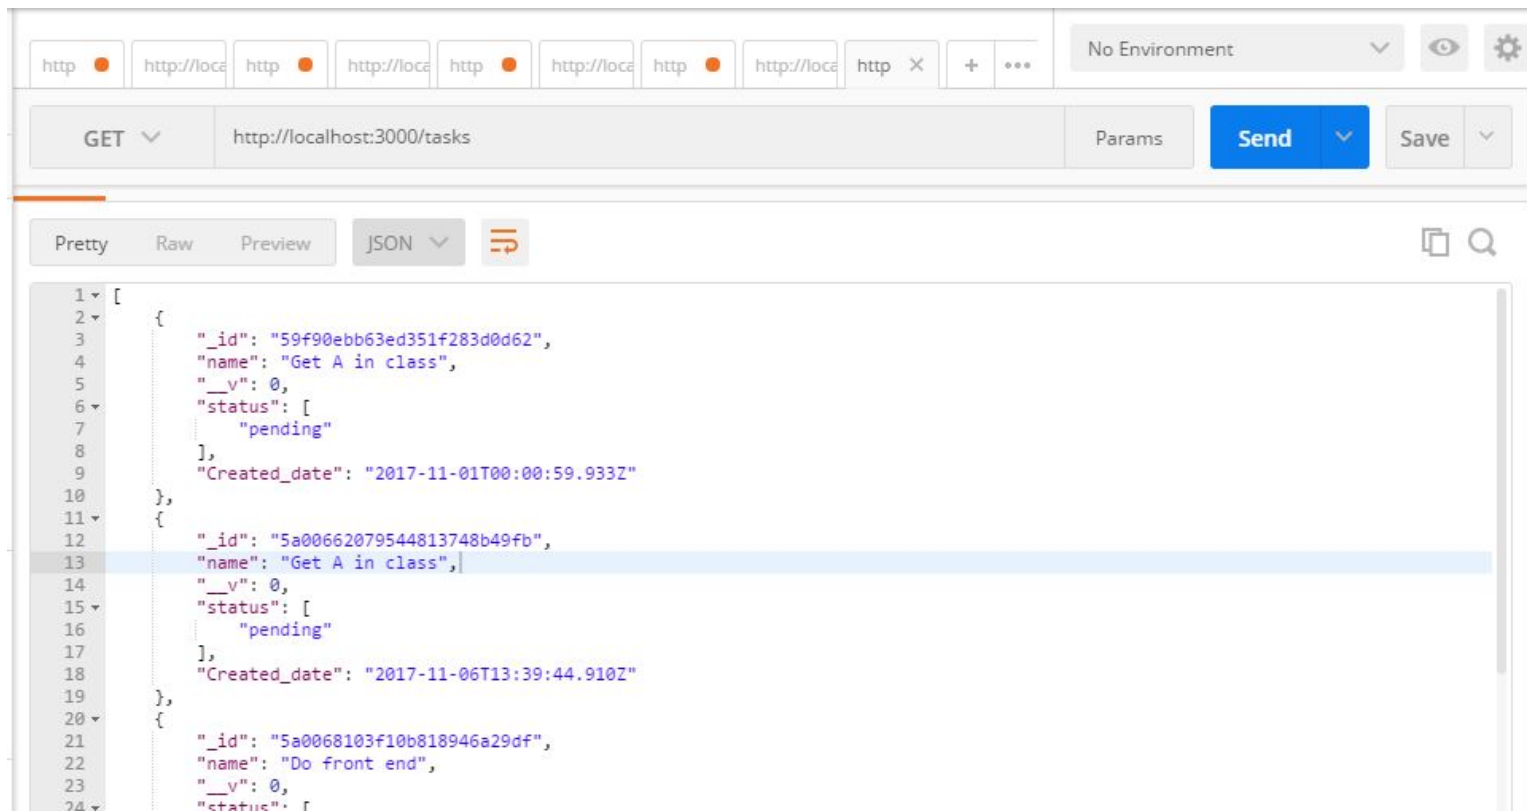 http http://loca http http://loca http http://loca http http://loca http × + •••
No Environment
GET http://localhost:3000/tasks Params Send Save
Pretty Raw Preview JSON
1 [
2 {
3 "_id": "59f90ebb63ed351f283d0d62",
4 "name": "Get A in class",
5 "__v": 0,
6 "status": [
7 "pending"
8 ],
9 "Created_date": "2017-11-01T00:00:59.933Z"
10 },
11 {
12 "_id": "5a00662079544813748b49fb",
13 "name": "Get A in class",
14 "__v": 0,
15 "status": [
16 "pending"
17 ],
18 "Created_date": "2017-11-06T13:39:44.910Z"
19 },
20 {
21 "_id": "5a0068103f10b818946a29df",
22 "name": "Do front end",
23 "__v": 0,
24 "status": [